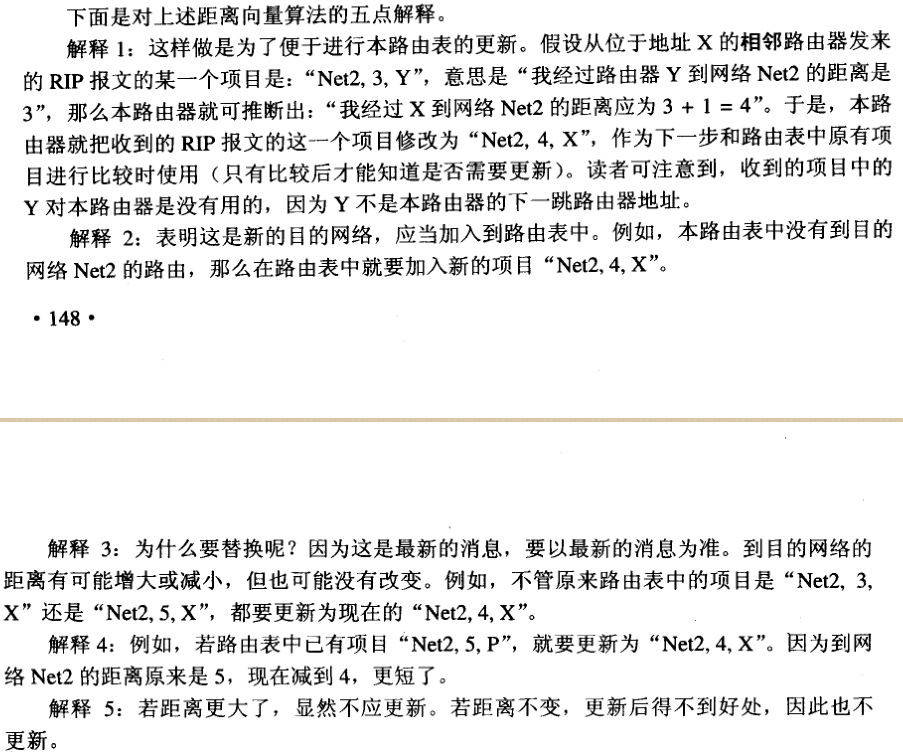 下面是对上述距离向量算法的五点解释。
解释 1：这样做是为了便于进行本路由表的更新。假设从位于地址 X 的相邻路由器发来
的 RIP 报文的某一个项目是：“Net2, 3, Y”，意思是“我经过路由器 Y 到网络 Net2 的距离是
3”，那么本路由器就可推断出：“我经过 X 到网络 Net2 的距离应为 3 + 1 = 4”。于是，本路
由器就把收到的 RIP 报文的这一个项目修改为“Net2, 4, X”，作为下一步和路由表中原有项
目进行比较时使用（只有比较后才能知道是否需要更新）。读者可注意到，收到的项目中的
Y 对本路由器是没有用的，因为 Y 不是本路由器的下一跳路由器地址。
解释 2：表明这是新的目的网络，应当加入到路由表中。例如，本路由表中没有到目的
网络 Net2 的路由，那么在路由表中就要加入新的项目“Net2, 4, X”。
• 148 •
解释 3：为什么要替换呢？因为这是最新的消息，要以最新的消息为准。到目的网络的
距离有可能增大或减小，但也可能没有改变。例如，不管原来路由表中的项目是“Net2, 3,
X”还是“Net2, 5, X”，都要更新为现在的“Net2, 4, X”。
解释 4：例如，若路由表中已有项目“Net2, 5, P”，就要更新为“Net2, 4, X”。因为到网
络 Net2 的距离原来是 5，现在减到 4，更短了。
解释 5：若距离更大了，显然不应更新。若距离不变，更新后得不到好处，因此也不
更新。